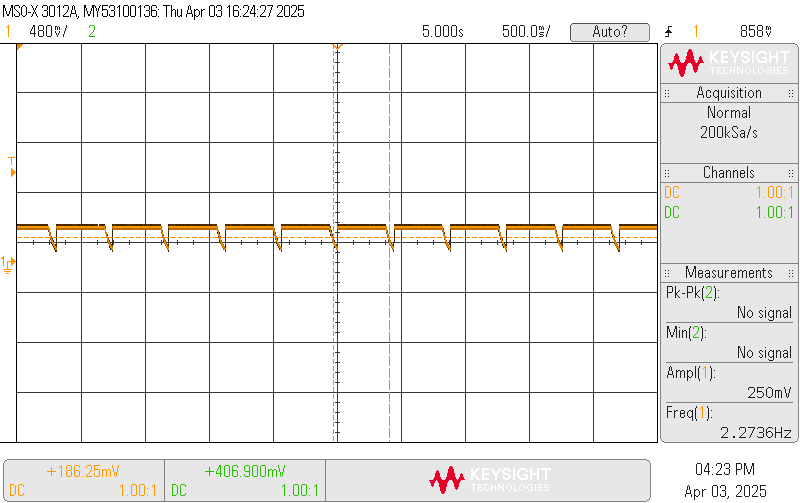 MSO-X 3012A, MY53100136: Thu Apr 03 16:24:27 2025
1 480mV/ 2 5.000s 500.0ms/ Auto? 1 858mV
KEYSIGHT
TECHNOLOGIES
Acquisition
Normal
200kSa/s
Channels
DC 1.00:1
DC 1.00:1
Measurements
Pk-Pk(2):
No signal
Min(2):
No signal
Ampl(1):
250mV
Freq(1):
2.2736Hz
T
1
+186.25mV
DC 1.00:1
+406.900mV
DC 1.00:1
KEYSIGHT
TECHNOLOGIES
04:23 PM
Apr 03, 2025